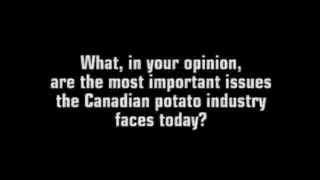 What, in your opinion,
are the most important issues
the Canadian potato industry
faces today?